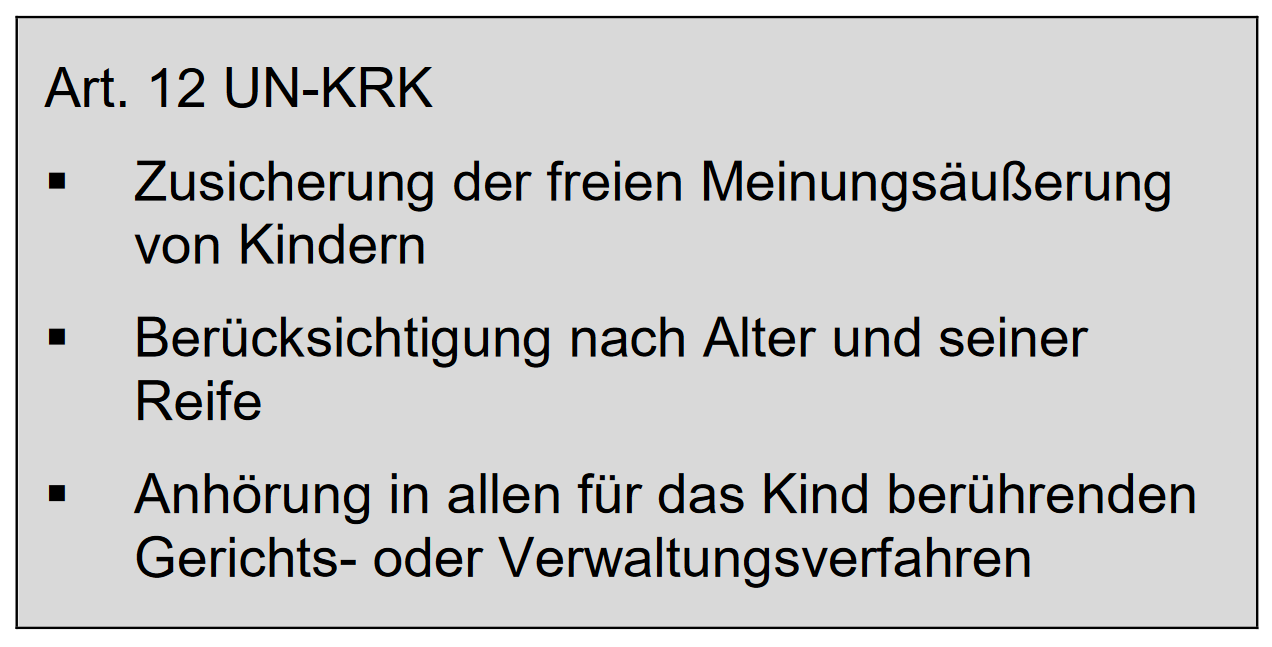 Art. 12 UN-KRK
▪ Zusicherung der freien Meinungsäußerung
von Kindern
▪ Berücksichtigung nach Alter und seiner
Reife
▪ Anhörung in allen für das Kind berührenden
Gerichts- oder Verwaltungsverfahren